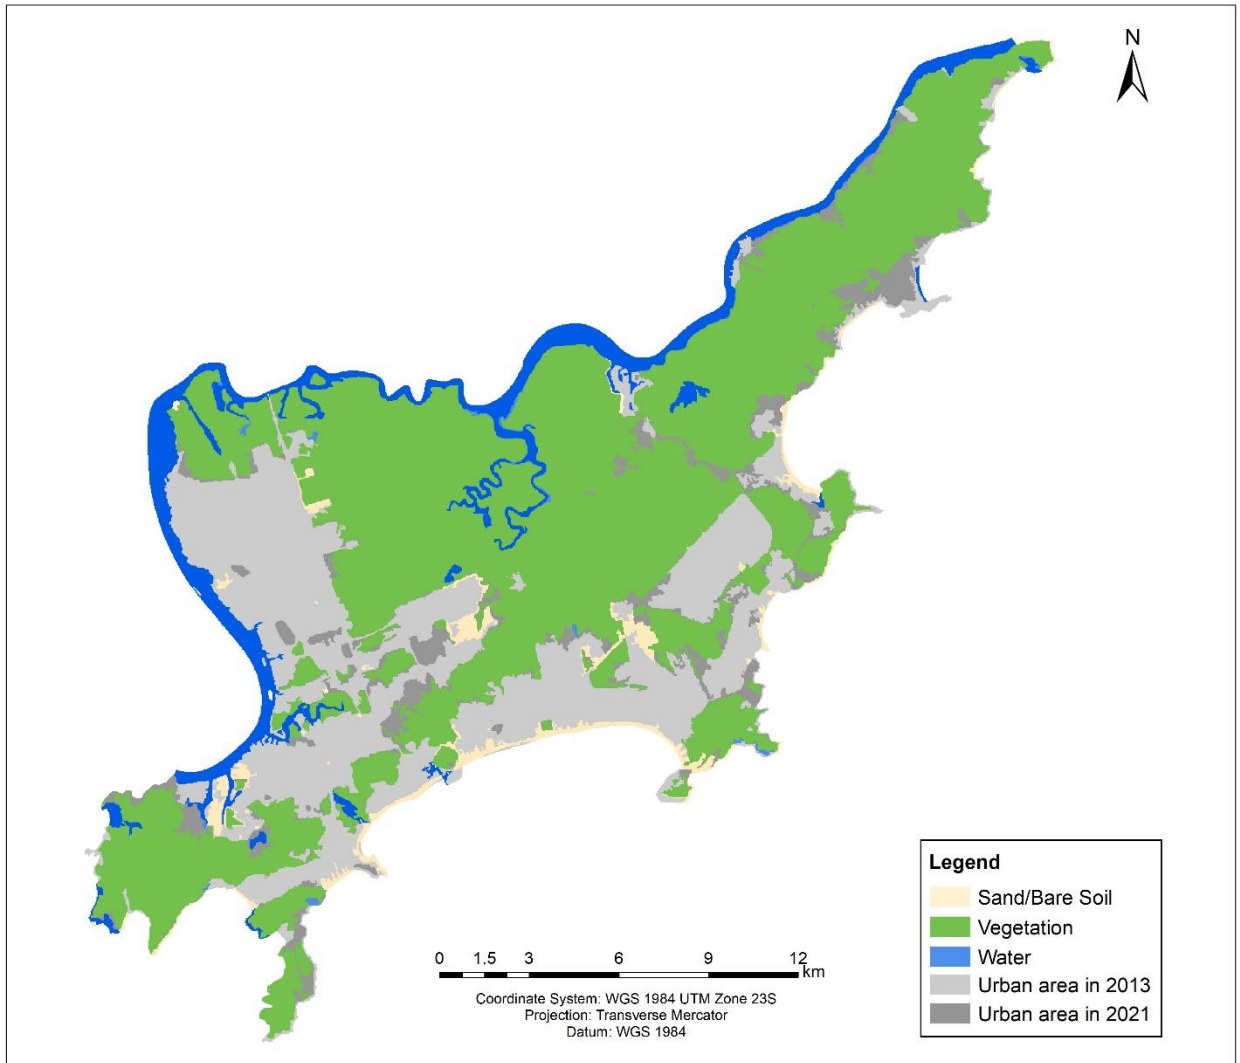 N
Legend
Sand/Bare Soil
Vegetation
Water
Urban area in 2013
Urban area in 2021
0 1.5 3 6 9 12
km
Coordinate System: WGS 1984 UTM Zone 23S
Projection: Transverse Mercator
Datum: WGS 1984